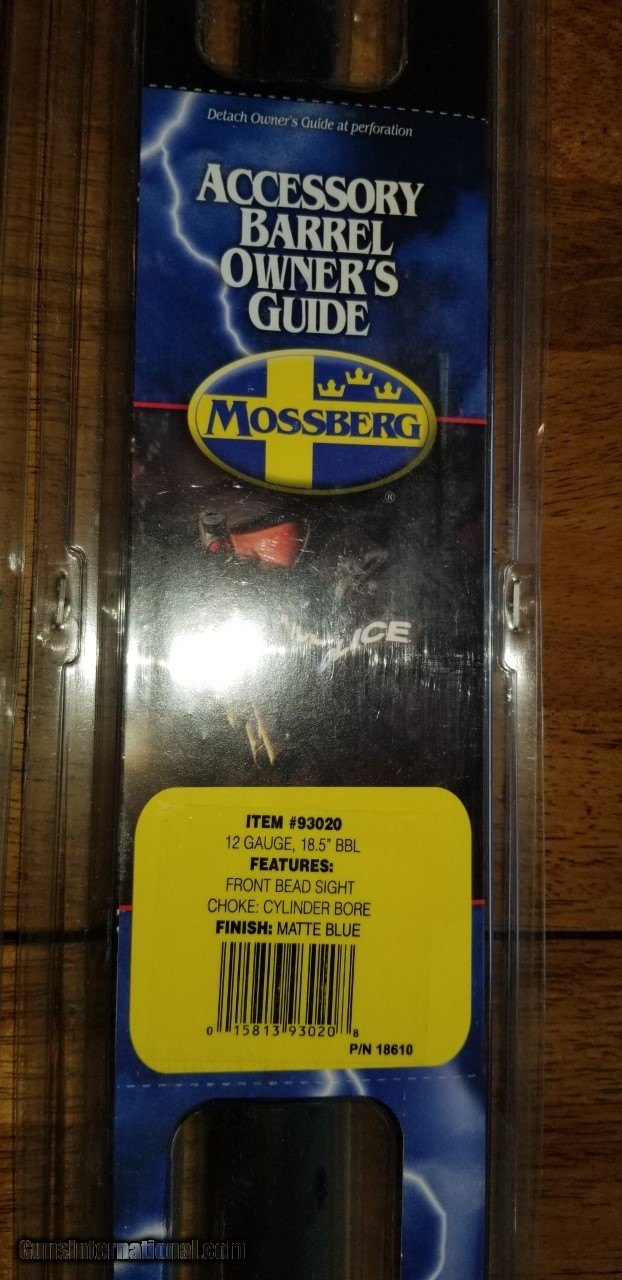 Detach Owner's Guide at perforation
ACCESSORY
BARREL
OWNER'S
GUIDE
MOSSBERG
®
LICE
ITEM #93020
12 GAUGE, 18.5" BBL
FEATURES:
FRONT BEAD SIGHT
CHOKE: CYLINDER BORE
FINISH: MATTE BLUE
0 15813 93020 8
P/N 18610
GunsInternational.com